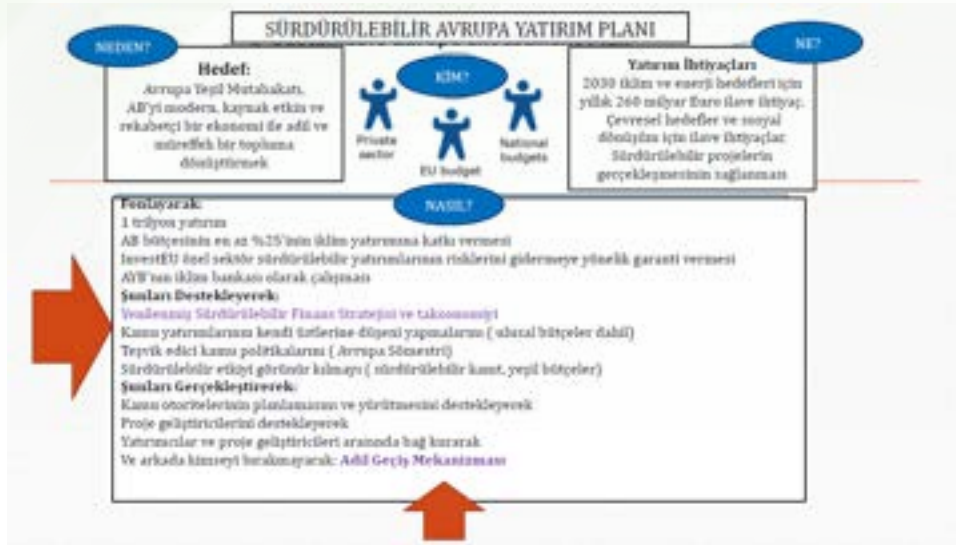 SÜRDÜRÜLEBİLİR AVRUPA YATIRIM PLANI
NEDEN?
Hedef:
Avrupa Yeşil Mutabakatı,
AB'yi modern, kaynak etkin ve
rekabetçi bir ekonomi ile adil ve
müreffeh bir topluma
dönüştürmek
KİM?
Private
sector
EU budget
National
budgets
NE?
Yatırım İhtiyaçları
2030 iklim ve enerji hedefleri için
yıllık 260 milyar Euro ilave ihtiyaç.
Çevresel hedefler ve sosyal
dönüşüm için ilave ihtiyaçlar.
Sürdürülebilir projelerin
gerçekleşmesinin sağlanması
NASIL?
Fonlayarak:
1 trilyon yatırım
AB bütçesinin en az %25'inin iklim yatırımına katkı vermesi
InvestEU özel sektör sürdürülebilir yatırımlarının risklerini gidermeye yönelik garanti vermesi
AYB'nin iklim bankası olarak çalışması
Şunları Destekleyerek:
Yenilenmiş Sürdürülebilir Finans Stratejisi ve taksonomiyi
Kamu yatırımlarının kendi üstlerine düşeni yapmalarını ( ulusal bütçeler dahil)
Teşvik edici kamu politikalarını ( Avrupa Sömestri)
Sürdürülebilir etkiyi görünür kılmayı ( sürdürülebilir kanıt, yeşil bütçeler)
Şunları Gerçekleştirerek:
Kamu otoritelerinin planlamasını ve yürütmesini destekleyerek
Proje geliştiricilerini destekleyerek
Yatırımcılar ve proje geliştiricileri arasında bağ kurarak
Ve arkada kimseyi bırakmayarak: Adil Geçiş Mekanizması